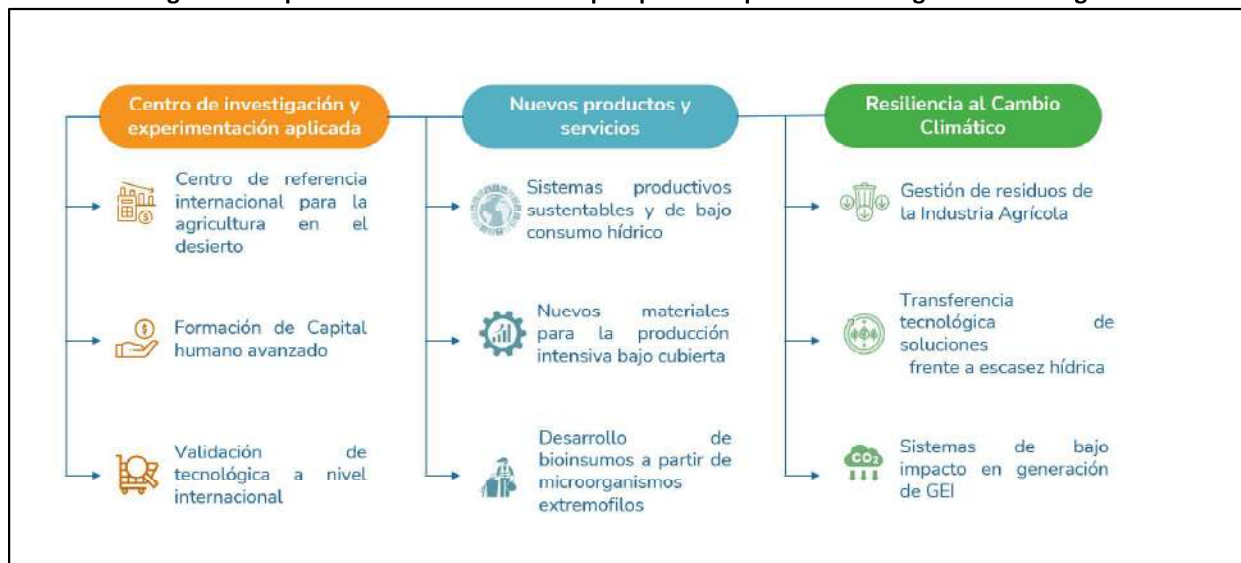 Centro de investigación y
experimentación aplicada
Centro de referencia
internacional para la
agricultura en el
desierto
Formación de Capital
humano avanzado
Validación de
tecnológica a nivel
internacional
Nuevos productos y
servicios
Sistemas productivos
sustentables y de bajo
consumo hídrico
Nuevos materiales
para la producción
intensiva bajo cubierta
Desarrollo de
bioinsumos a partir de
microorganismos
extremofilos
Resiliencia al Cambio
Climático
Gestión de residuos de
la Industria Agrícola
Transferencia
tecnológica de
soluciones
frente a escasez hídrica
CO2
Sistemas de bajo
impacto en generación
de GEI